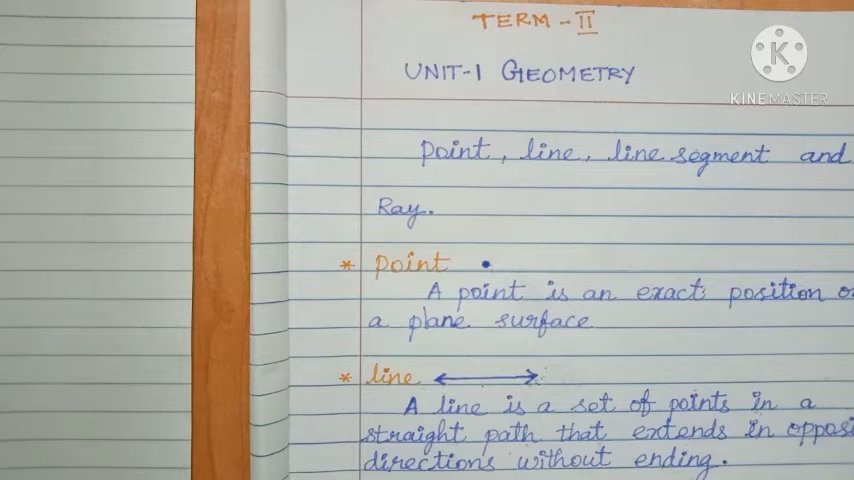 TERM - II
UNIT-1 GEOMETRY
K
KINEMASTER
Point, line, line segment and
Ray.
* Point •
A point is an exact position
a plane surface
* line
A line is a set of points in a
straight path that extends in
directions without ending.